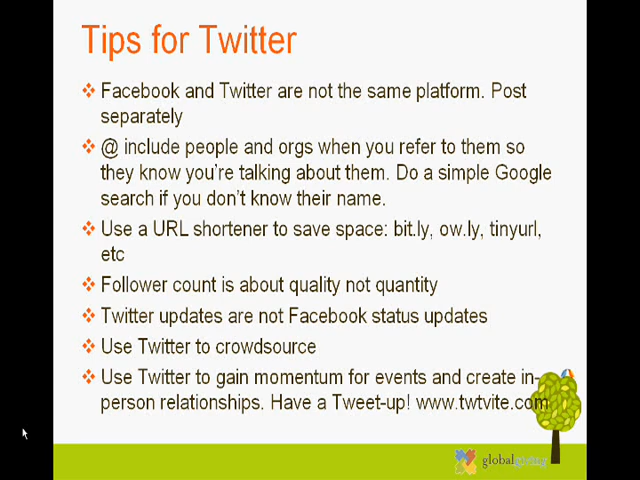 Tips for Twitter
Facebook and Twitter are not the same platform. Post
separately
@ include people and orgs when you refer to them so
they know you're talking about them. Do a simple Google
search if you don't know their name.
Use a URL shortener to save space: bit.ly, ow.ly, tinyurl,
etc
Follower count is about quality not quantity
Twitter updates are not Facebook status updates
Use Twitter to crowdsource
Use Twitter to gain momentum for events and create in-
person relationships. Have a Tweet-up! www.twtvite.com
globalgiving